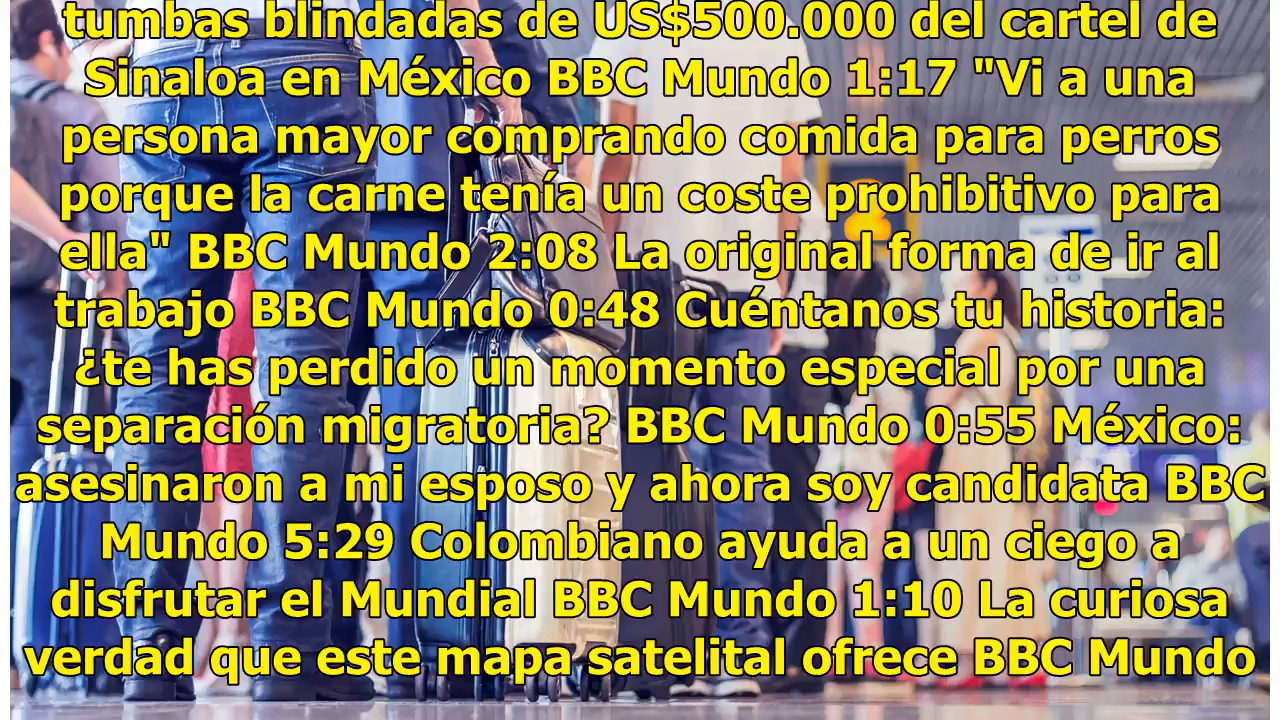 tumbas blindadas de US$500.000 del cartel de
Sinaloa en México BBC Mundo 1:17 "Vi a una
persona mayor comprando comida para perros
porque la carne tenía un coste prohibitivo para
ella" BBC Mundo 2:08 La original forma de ir al
trabajo BBC Mundo 0:48 Cuéntanos tu historia:
¿te has perdido un momento especial por una
separación migratoria? BBC Mundo 0:55 México:
asesinaron a mi esposo y ahora soy candidata BBC
Mundo 5:29 Colombiano ayuda a un ciego a
disfrutar el Mundial BBC Mundo 1:10 La curiosa
verdad que este mapa satelital ofrece BBC Mundo